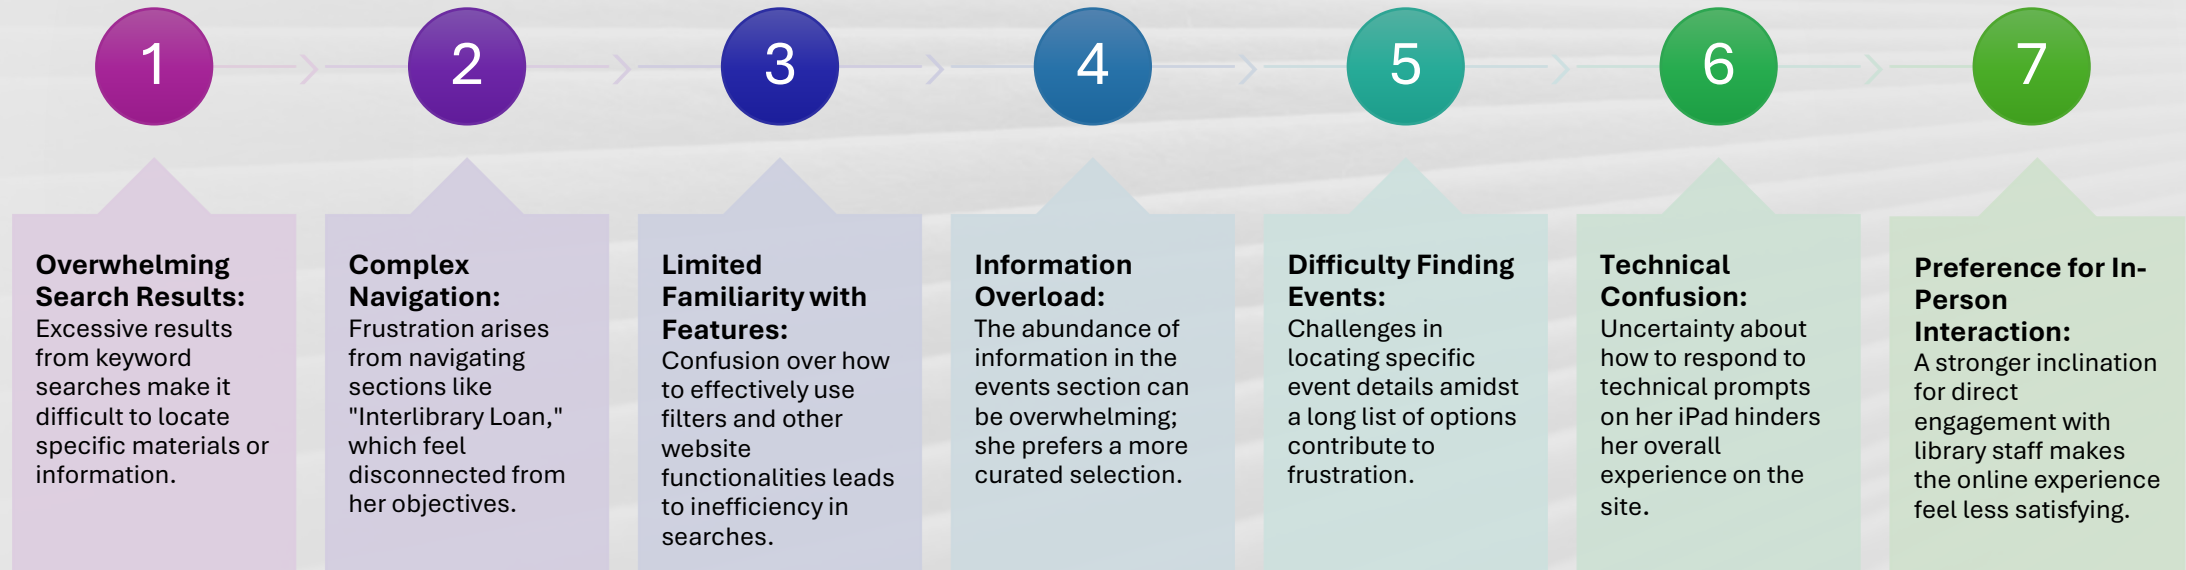 1
2
3
4
5
6
7
Overwhelming
Search Results:
Excessive results
from keyword
searches make it
difficult to locate
specific materials or
information.
Complex
Navigation:
Frustration arises
from navigating
sections like
"Interlibrary Loan,"
which feel
disconnected from
her objectives.
Limited
Familiarity with
Features:
Confusion over how
to effectively use
filters and other
website
functionalities leads
to inefficiency in
searches.
Information
Overload:
The abundance of
information in the
events section can
be overwhelming;
she prefers a more
curated selection.
Difficulty Finding
Events:
Challenges in
locating specific
event details amidst
a long list of options
contribute to
frustration.
Technical
Confusion:
Uncertainty about
how to respond to
technical prompts
on her iPad hinders
her overall
experience on the
site.
Preference for In-
Person
Interaction:
A stronger inclination
for direct
engagement with
library staff makes
the online experience
feel less satisfying.